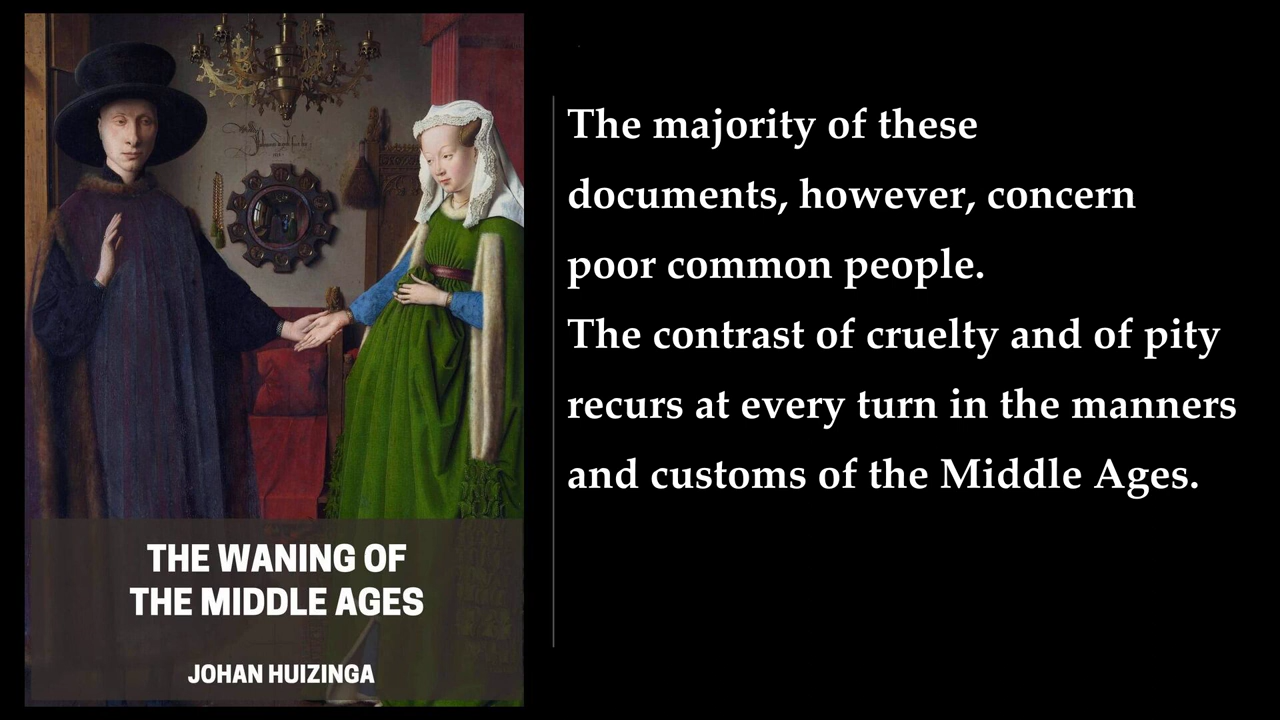 THE WANING OF
THE MIDDLE AGES
JOHAN HUIZINGA
The majority of these
documents, however, concern
poor common people.
The contrast of cruelty and of pity
recurs at every turn in the manners
and customs of the Middle Ages.